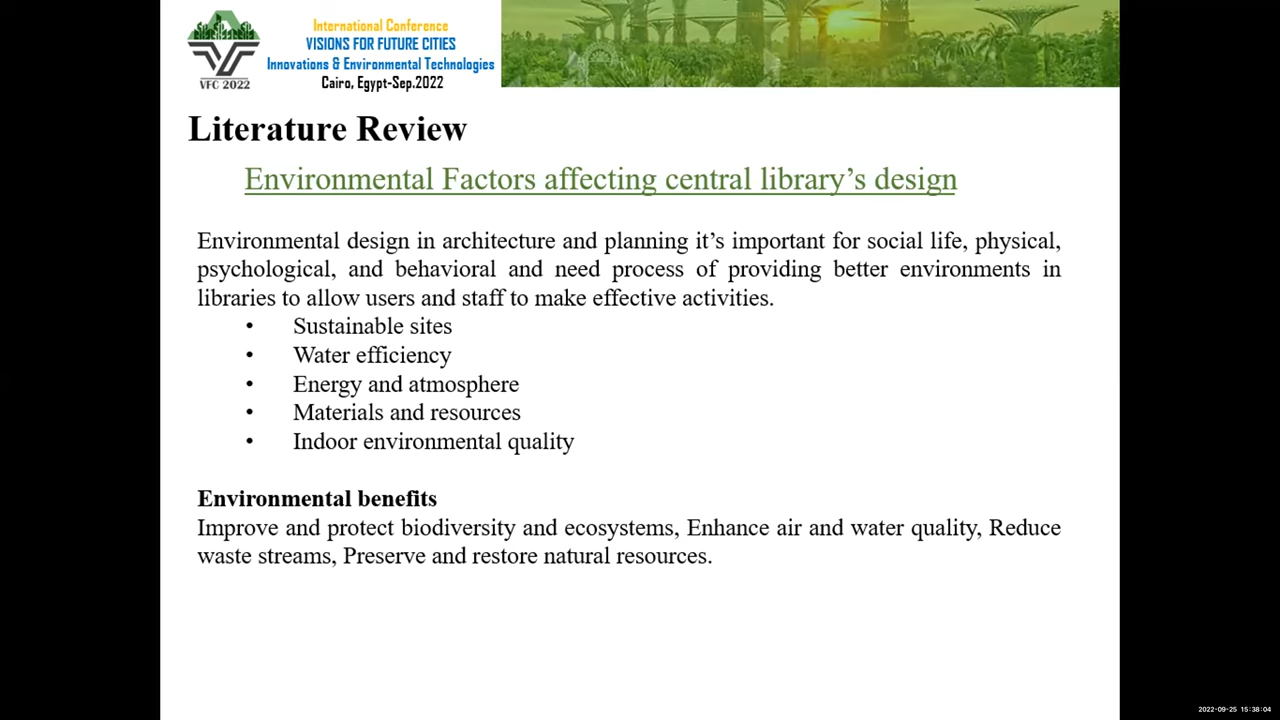 International Conference
VISIONS FOR FUTURE CITIES
Innovations & Environmental Technologies
Cairo, Egypt-Sep.2022
VFC 2022
Literature Review
Environmental Factors affecting central library’s design
Environmental design in architecture and planning it’s important for social life, physical,
psychological, and behavioral and need process of providing better environments in
libraries to allow users and staff to make effective activities.
• Sustainable sites
• Water efficiency
• Energy and atmosphere
• Materials and resources
• Indoor environmental quality
Environmental benefits
Improve and protect biodiversity and ecosystems, Enhance air and water quality, Reduce
waste streams, Preserve and restore natural resources.
2022-09-25 15:38:04